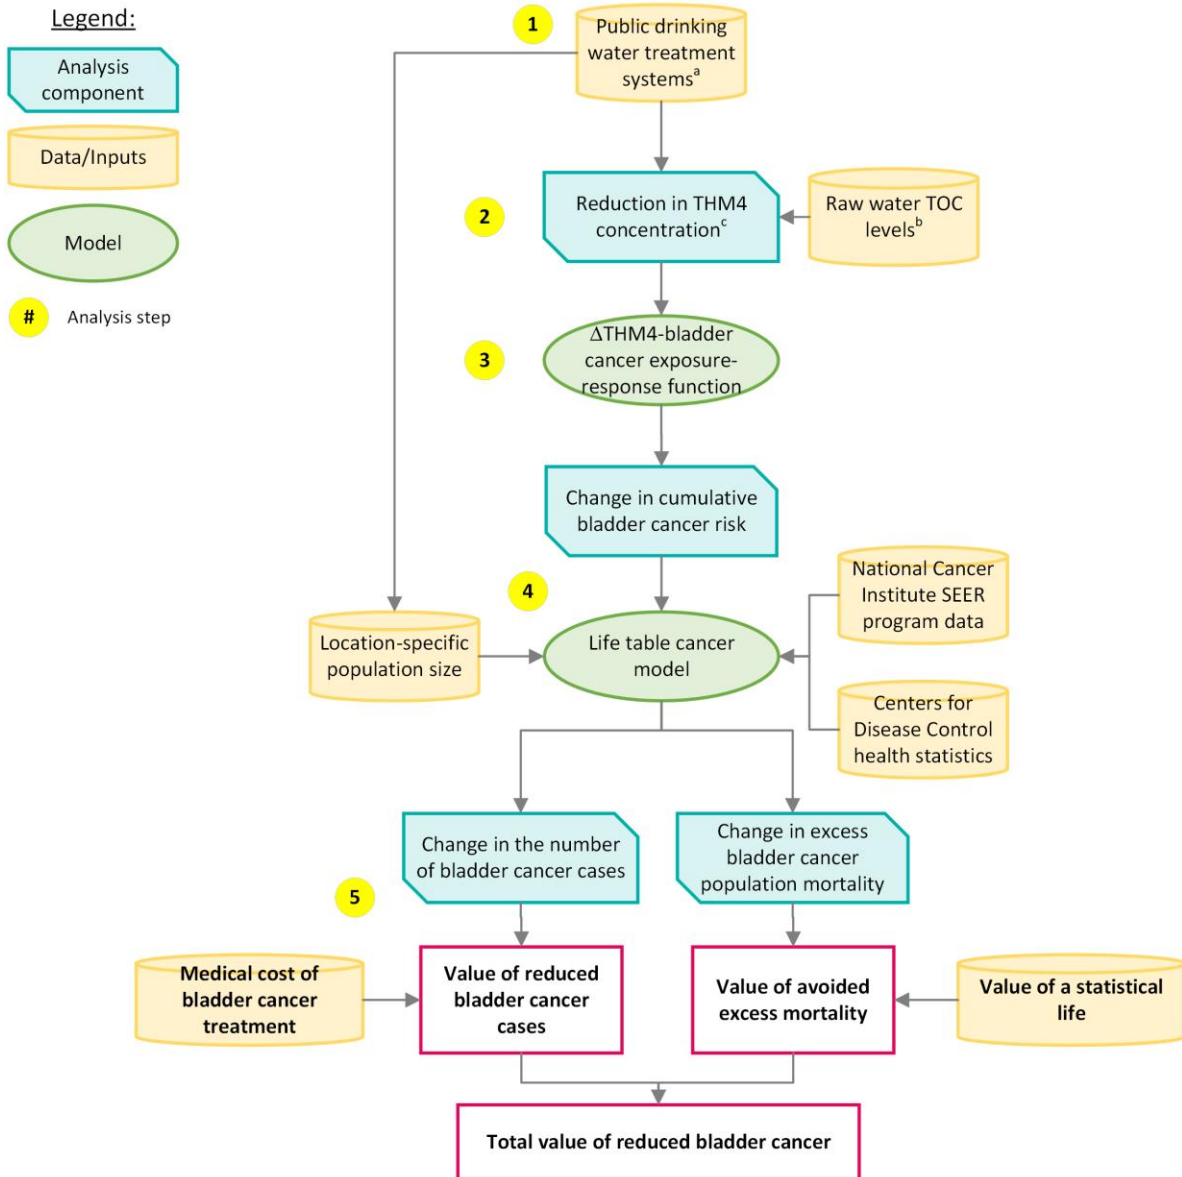 Legend:
Analysis
component
Data/Inputs
Model
# Analysis step
1
Public drinking
water treatment
systemsᵃ
2
Reduction in THM4
concentrationᶜ
Raw water TOC
levelsᵇ
3
ΔTHM4-bladder
cancer exposure-
response function
Change in cumulative
bladder cancer risk
4
National Cancer
Institute SEER
program data
Location-specific
population size
Life table cancer
model
Centers for
Disease Control
health statistics
Change in the number
of bladder cancer cases
Change in excess
bladder cancer
population mortality
5
Medical cost of
bladder cancer
treatment
Value of reduced
bladder cancer
cases
Value of avoided
excess mortality
Value of a statistical
life
Total value of reduced bladder cancer